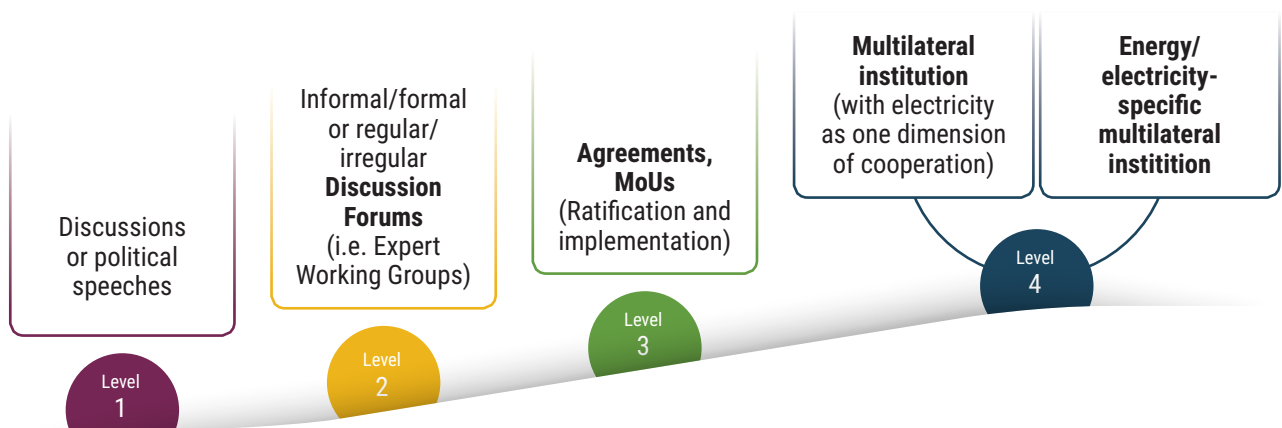 Discussions
or political
speeches
Level
1
Informal/formal
or regular/
irregular
Discussion
Forums
(i.e. Expert
Working Groups)
Level
2
Agreements,
MoUs
(Ratification and
implementation)
Level
3
Multilateral
institution
(with electricity
as one dimension
of cooperation)
Energy/
electricity-
specific
multilateral
institition
Level
4